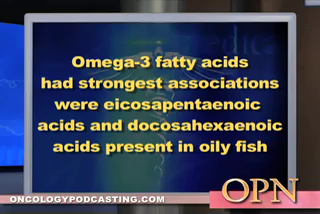 Omega-3 fatty acids
had strongest associations
were eicosapentaenoic
acids and docosahexaenoic
acids present in oily fish
ONCOLOGYPODCASTING.COM
OPN